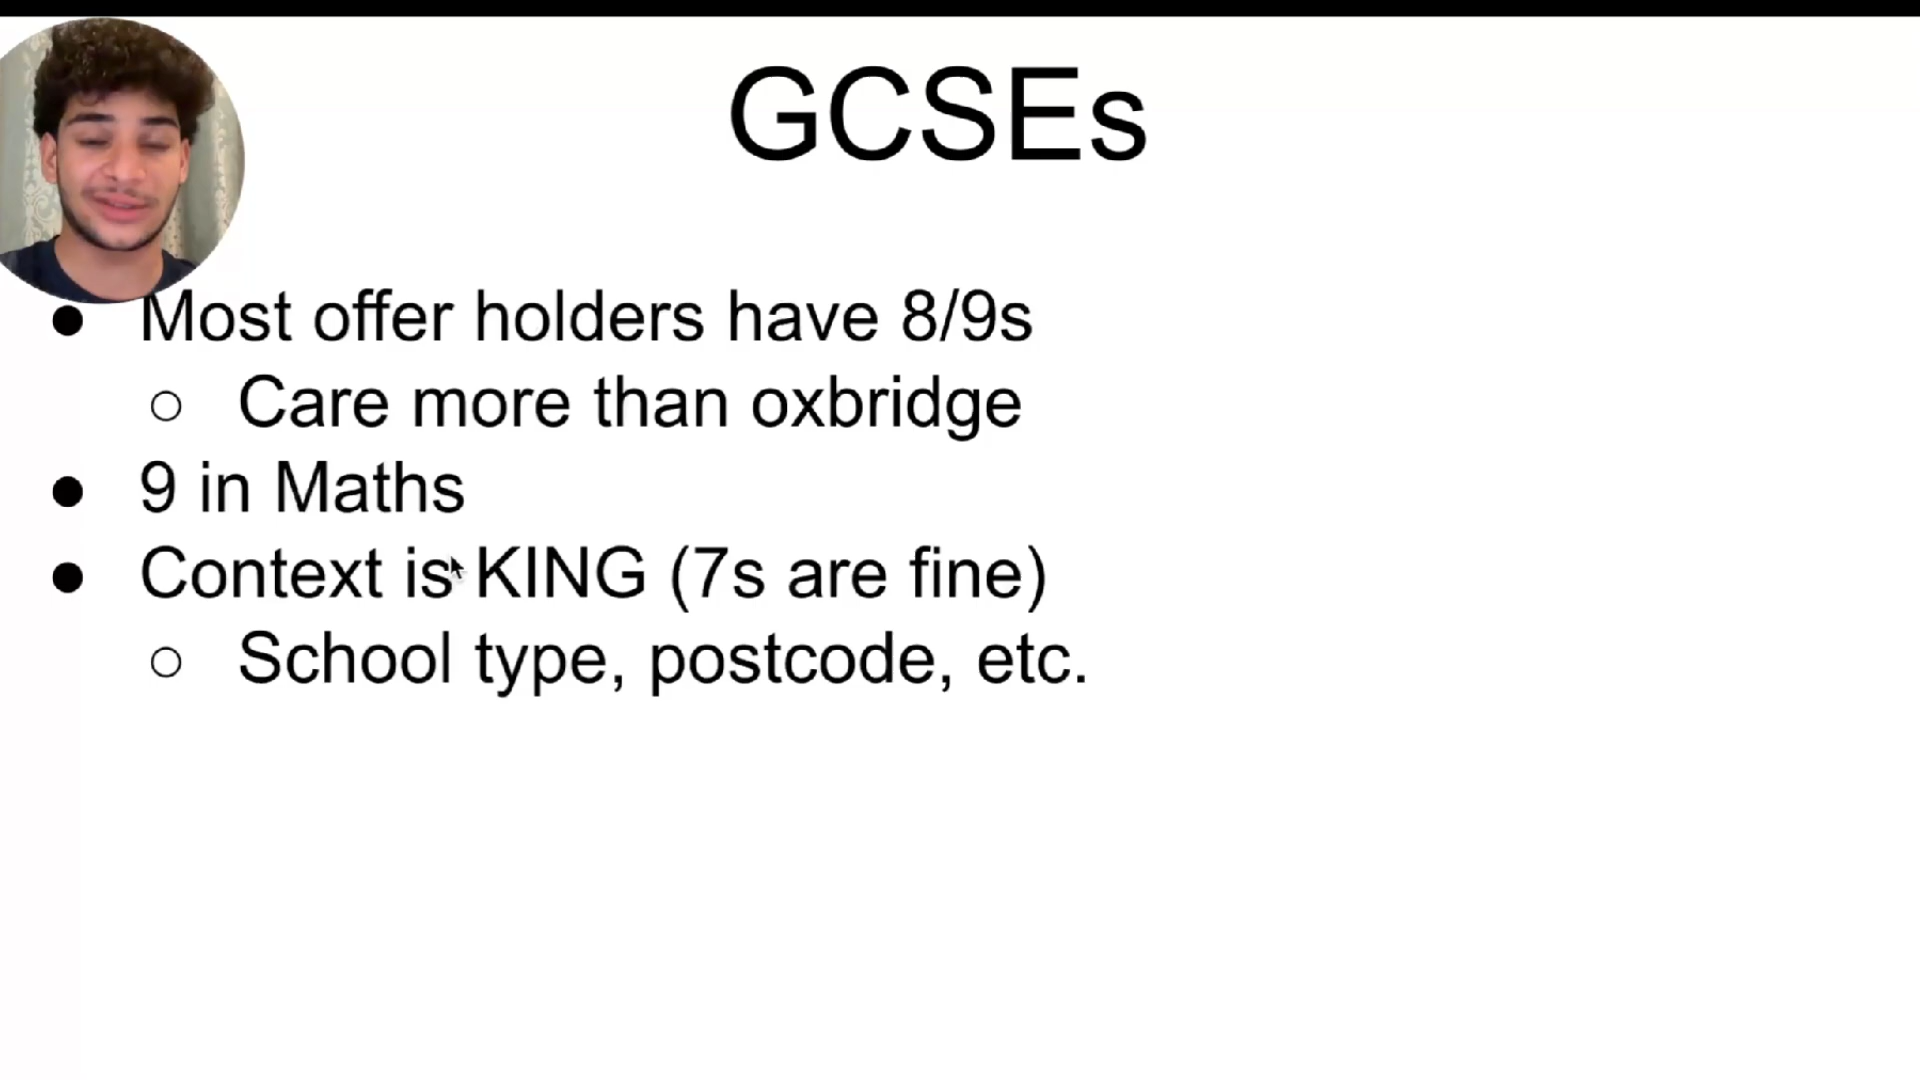 GCSEs
Most offer holders have 8/9s
Care more than oxbridge
9 in Maths
Context is KING (7s are fine)
School type, postcode, etc.